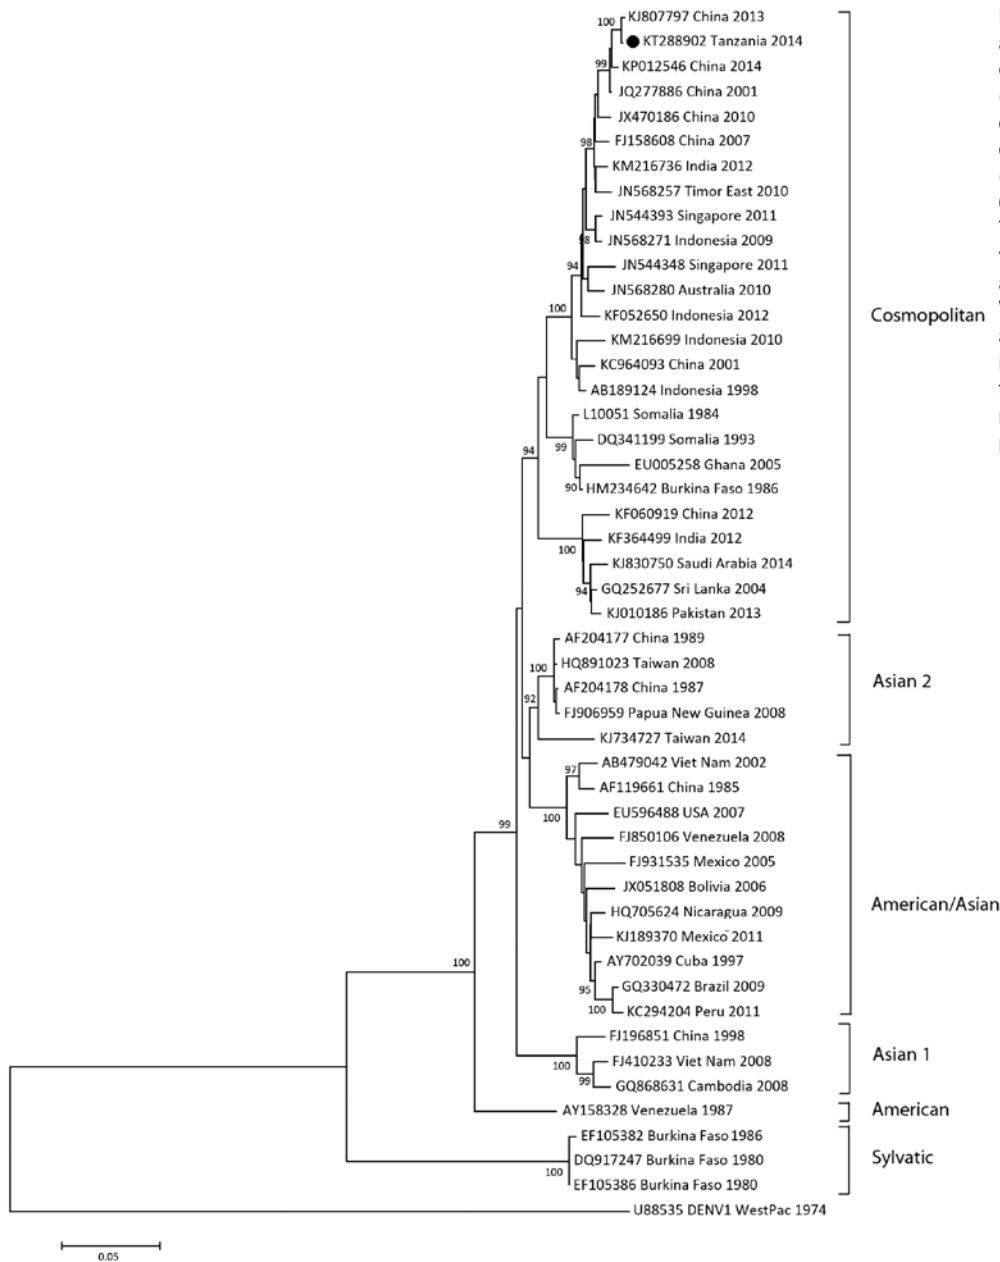 100
KJ807797 China 2013
KT288902 Tanzania 2014
99
KP012546 China 2014
JQ277886 China 2001
JX470186 China 2010
98
FJ158608 China 2007
KM216736 India 2012
JN568257 Timor East 2010
JN544393 Singapore 2011
98
JN568271 Indonesia 2009
94
JN544348 Singapore 2011
JN568280 Australia 2010
100
KF052650 Indonesia 2012
Cosmopolitan
KM216699 Indonesia 2010
KC964093 China 2001
AB189124 Indonesia 1998
L10051 Somalia 1984
99
DQ341199 Somalia 1993
94
EU005258 Ghana 2005
90
HM234642 Burkina Faso 1986
KF060919 China 2012
KF364499 India 2012
100
KJ830750 Saudi Arabia 2014
94
GQ252677 Sri Lanka 2004
KJ010186 Pakistan 2013
AF204177 China 1989
100
HQ891023 Taiwan 2008
AF204178 China 1987
Asian 2
92
FJ906959 Papua New Guinea 2008
KJ734727 Taiwan 2014
97
AB479042 Viet Nam 2002
AF119661 China 1985
100
EU596488 USA 2007
99
FJ850106 Venezuela 2008
FJ931535 Mexico 2005
JX051808 Bolivia 2006
American/Asian
HQ705624 Nicaragua 2009
KJ189370 Mexico 2011
100
AY702039 Cuba 1997
95
GQ330472 Brazil 2009
100
KC294204 Peru 2011
FJ196851 China 1998
Asian 1
100
FJ410233 Viet Nam 2008
99
GQ868631 Cambodia 2008
AY158328 Venezuela 1987
American
EF105382 Burkina Faso 1986
DQ917247 Burkina Faso 1980
Sylvatic
100
EF105386 Burkina Faso 1980
U88535 DENV1 WestPac 1974
0.05